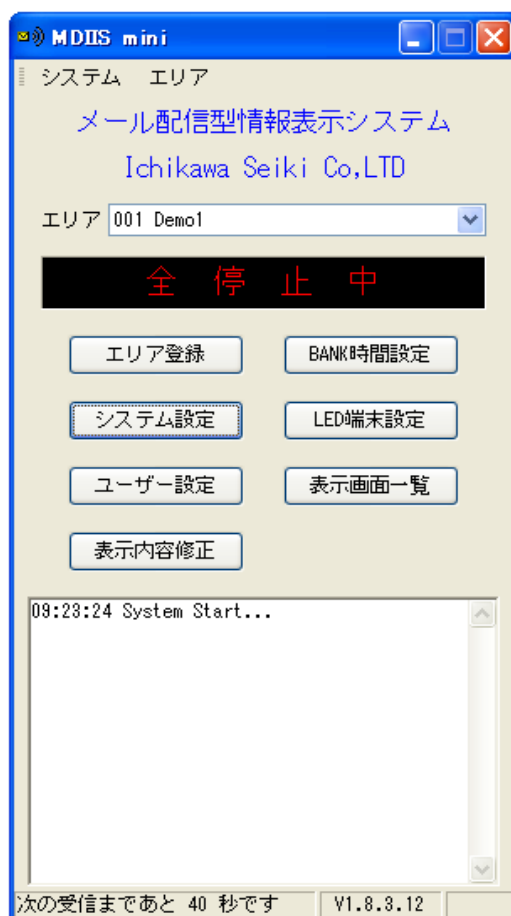 MDIIS mini
システム エリア
メール配信型情報表示システム
Ichikawa Seiki Co,LTD
エリア 001 Demo1
全停止中
エリア登録 BANK時間設定
システム設定 LED端末設定
ユーザー設定 表示画面一覧
表示内容修正
09:23:24 System Start...
次の受信まであと 40 秒です V1.8.3.12